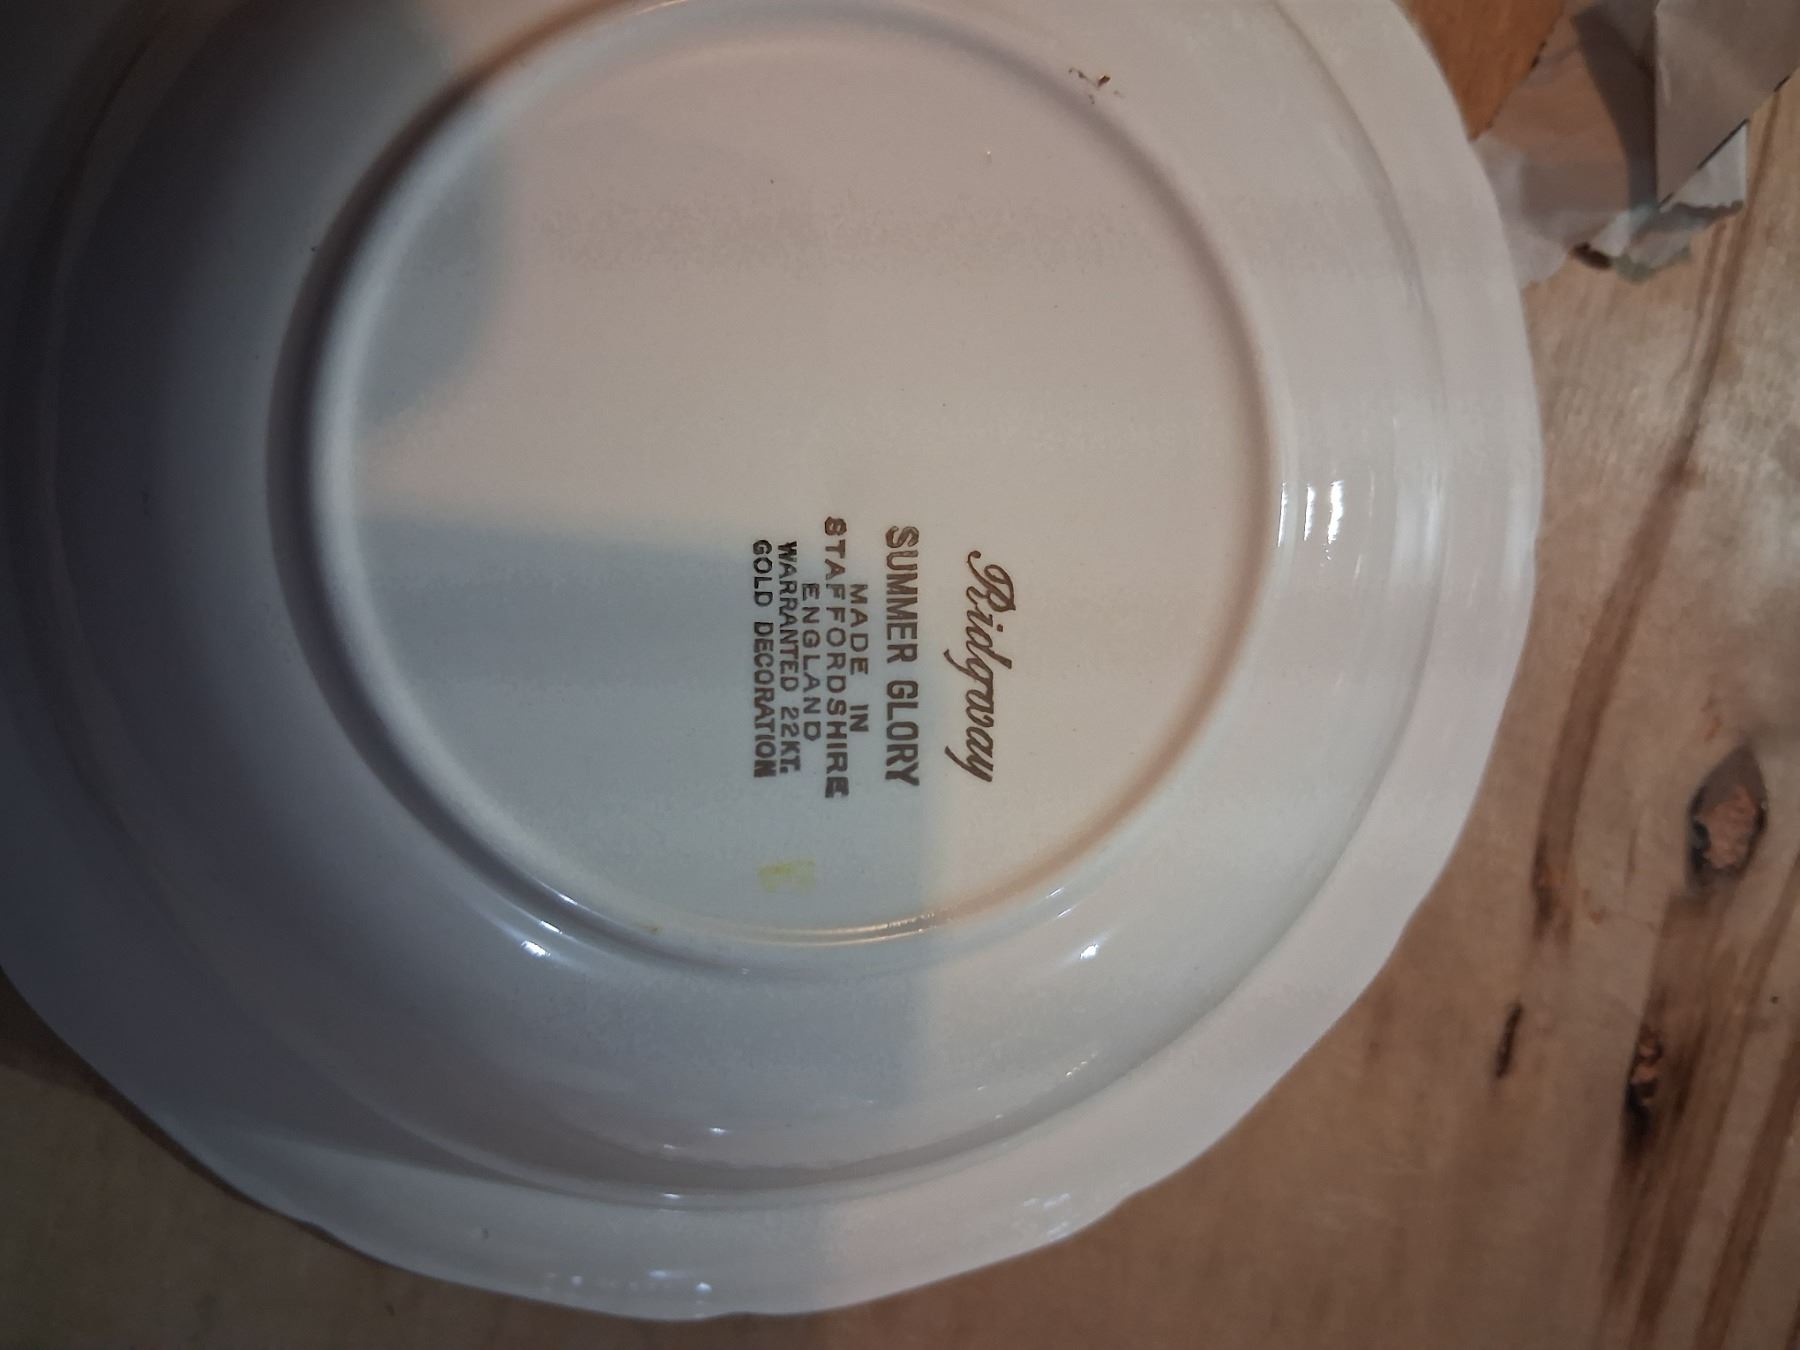 Ridgway
SUMMER GLORY
MADE IN
STAFFORDSHIRE
ENGLAND
WARRANTED 22KT.
GOLD DECORATION